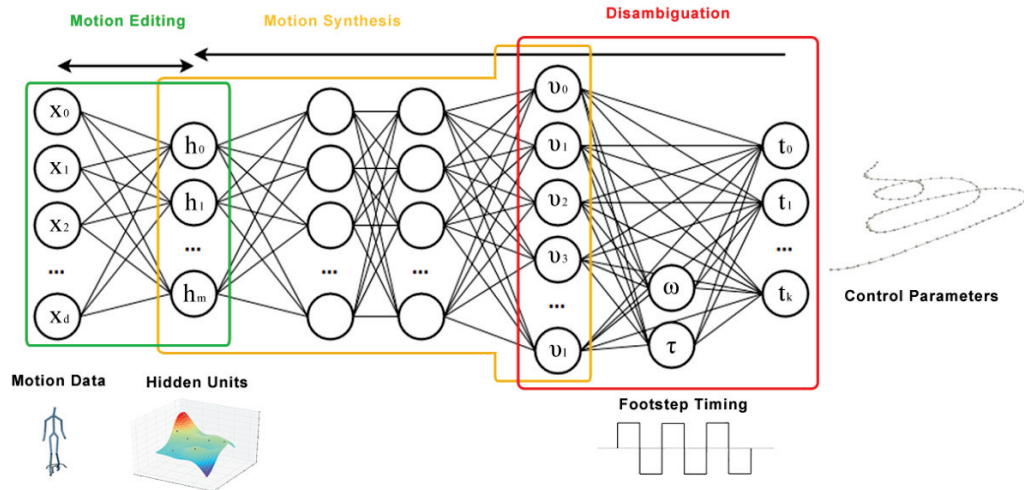 Motion Editing
Motion Synthesis
Disambiguation
x0
x1
x2
...
xd
h0
h1
...
hm
...
...
υ0
υ1
υ2
υ3
...
υl
ω
τ
t0
t1
...
tk
Control Parameters
Motion Data
Hidden Units
Footstep Timing